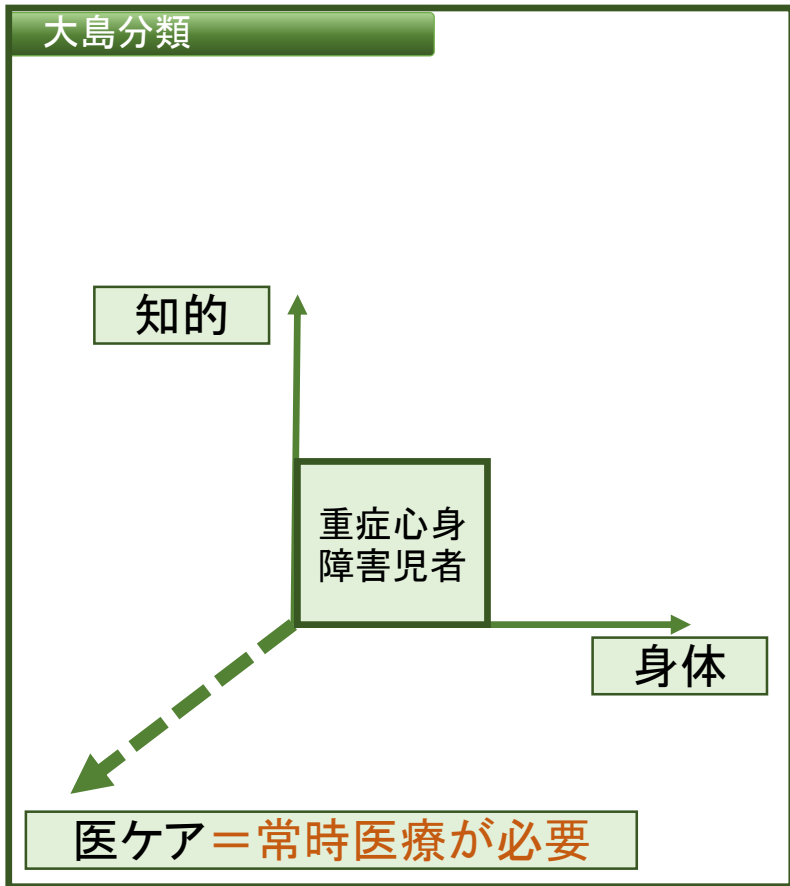 大島分類
知的
重症心身
障害児者
身体
医ケア＝常時医療が必要